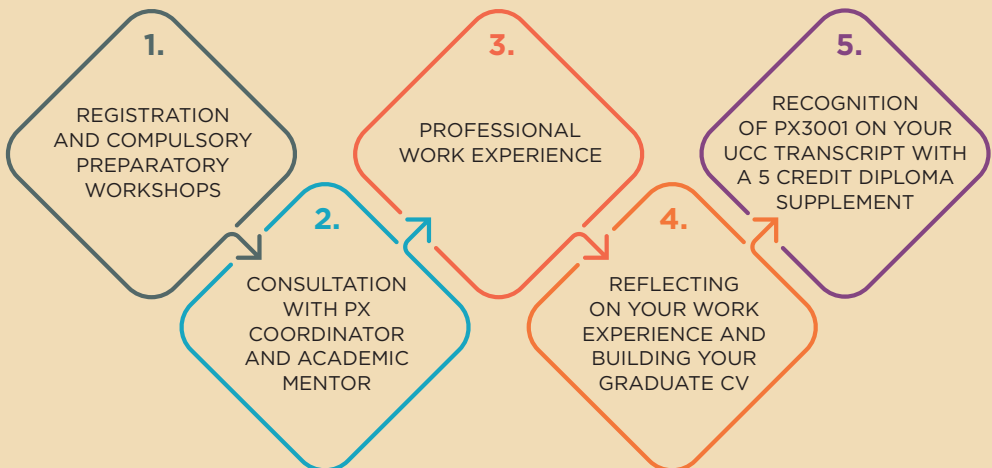 1.
REGISTRATION
AND COMPULSORY
PREPARATORY
WORKSHOPS
2.
CONSULTATION
WITH PX
COORDINATOR
AND ACADEMIC
MENTOR
3.
PROFESSIONAL
WORK EXPERIENCE
4.
REFLECTING
ON YOUR WORK
EXPERIENCE AND
BUILDING YOUR
GRADUATE CV
5.
RECOGNITION
OF PX3001 ON YOUR
UCC TRANSCRIPT WITH
A 5 CREDIT DIPLOMA
SUPPLEMENT